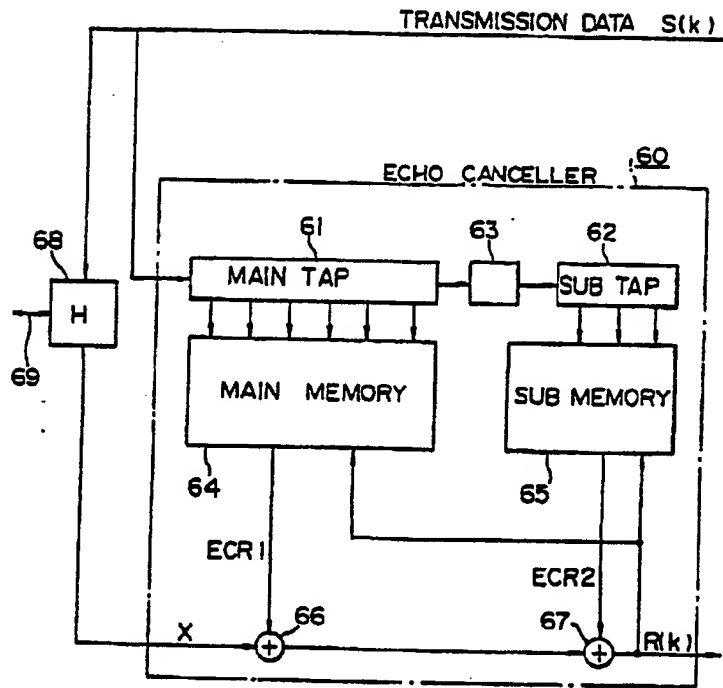 TRANSMISSION DATA S(k)
60
ECHO CANCELLER
61
63
62
68
MAIN TAP
SUB TAP
H
69
MAIN MEMORY
SUB MEMORY
64
65
ECR1
ECR2
X
66
67
R(k)